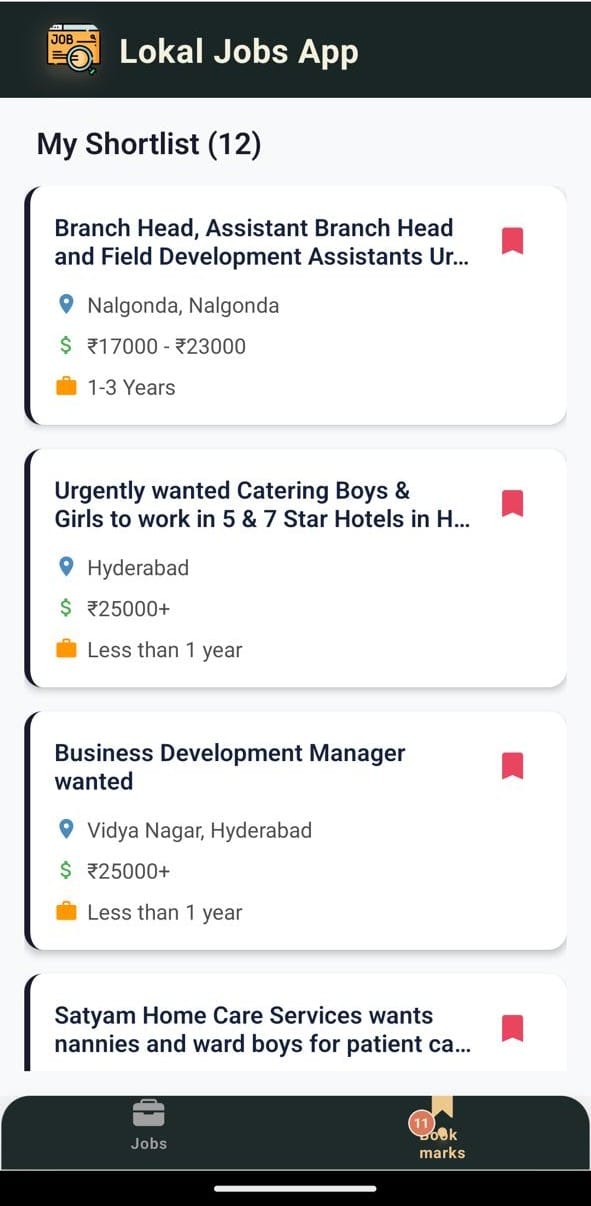 JOB
Lokal Jobs App
My Shortlist (12)
Branch Head, Assistant Branch Head
and Field Development Assistants Ur...
Nalgonda, Nalgonda
$ ₹17000 - ₹23000
1-3 Years
Urgently wanted Catering Boys &
Girls to work in 5 & 7 Star Hotels in H...
Hyderabad
$ ₹25000+
Less than 1 year
Business Development Manager
wanted
Vidya Nagar, Hyderabad
$ ₹25000+
Less than 1 year
Satyam Home Care Services wants
nannies and ward boys for patient ca...
Jobs
11
Book
marks